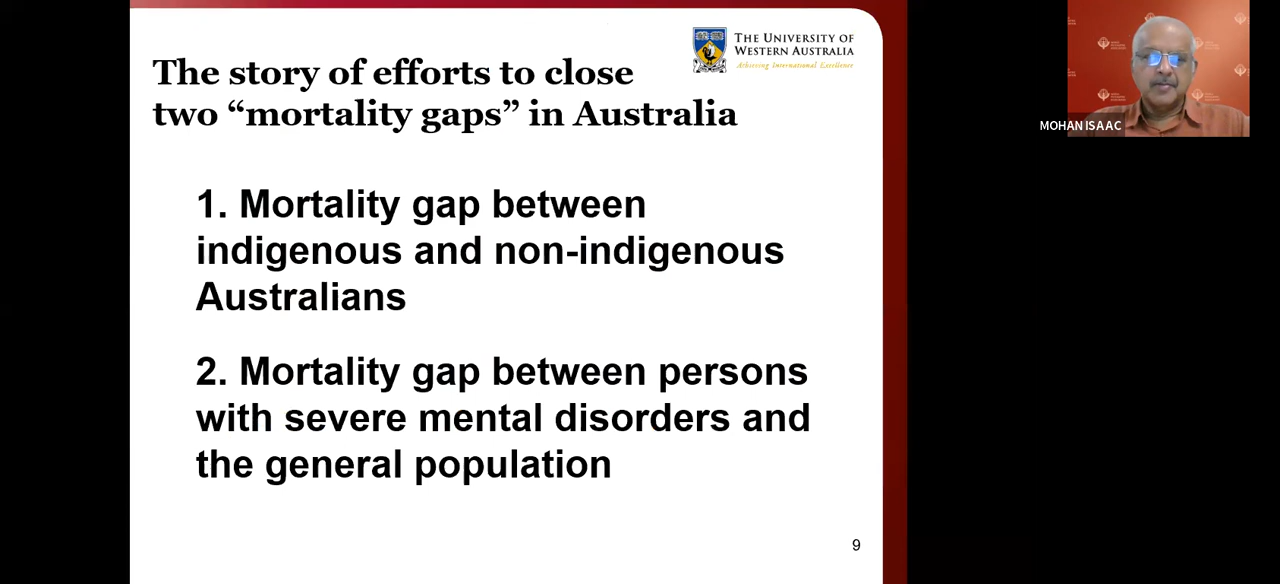 THE UNIVERSITY OF
WESTERN AUSTRALIA
Achieving International Excellence
The story of efforts to close
two “mortality gaps” in Australia
1. Mortality gap between
indigenous and non-indigenous
Australians
2. Mortality gap between persons
with severe mental disorders and
the general population
9
MOHAN ISAAC